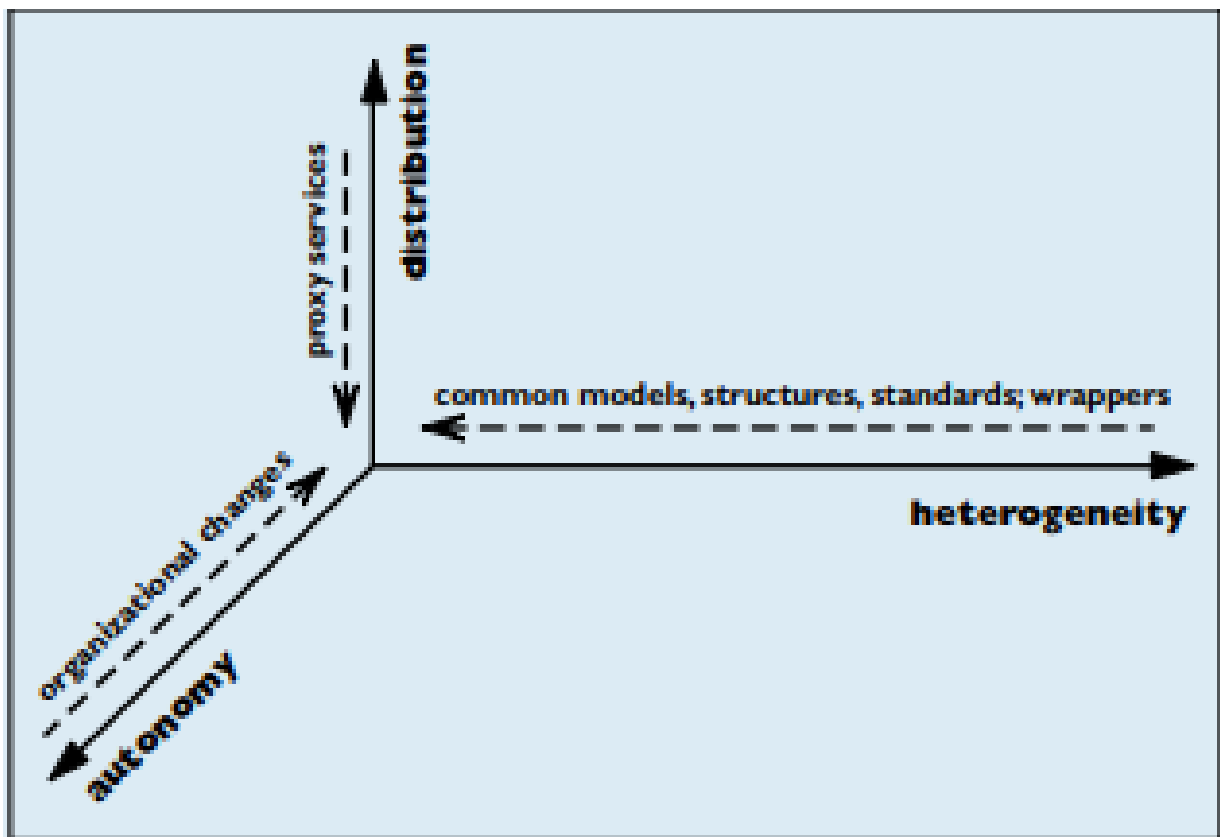 distribution
proxy services
common models, structures, standards; wrappers
heterogeneity
organizational changes
autonomy